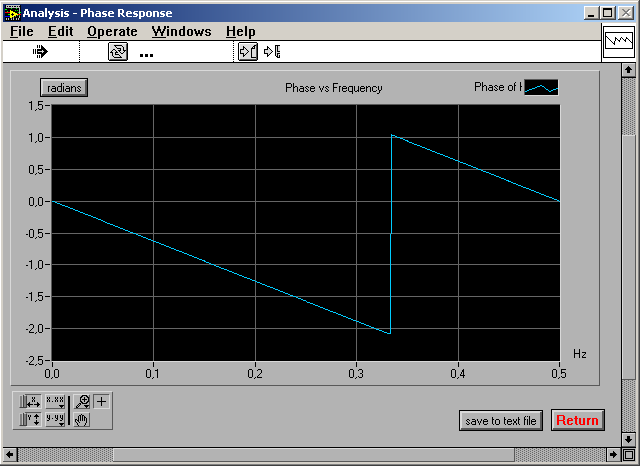 Analysis - Phase Response
File Edit Operate Windows Help
...
radians
Phase vs Frequency
Phase of
1,5
1,0
0,5
0,0
-0,5
-1,0
-1,5
-2,0
-2,5
0,0 0,1 0,2 0,3 0,4 0,5
Hz
x x.xx
Y y.yy
save to text file
Return